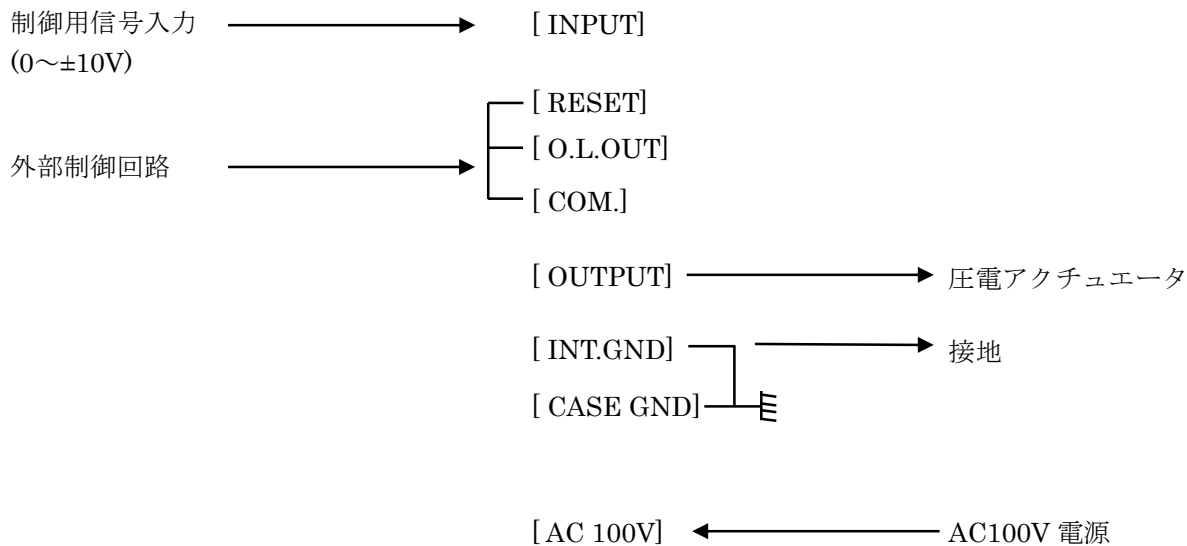 制御用信号入力 [ INPUT]
(0～±10V)
[ RESET]
[ O.L.OUT]
外部制御回路
[ COM.]
[ OUTPUT] 圧電アクチュエータ
[ INT.GND] 接地
[ CASE GND]
[ AC 100V] AC100V 電源